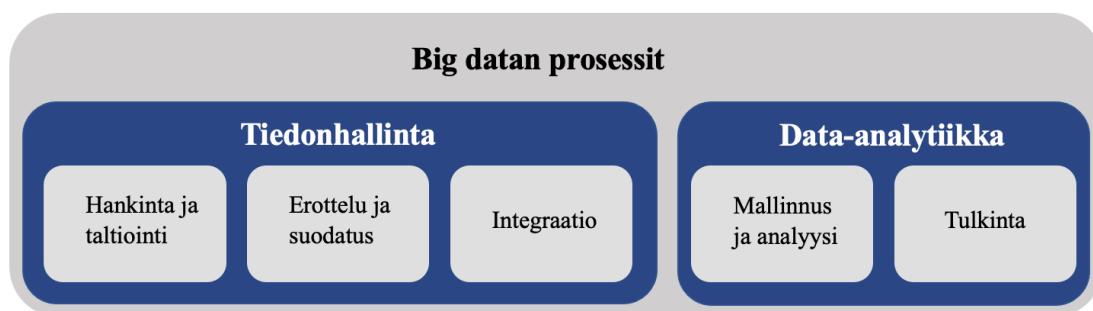 Big datan prosessit
Tiedonhallinta
Hankinta ja
taltiointi
Erottelu ja
suodatus
Integraatio
Data-analytiikka
Mallinnus
ja analyysi
Tulkinta